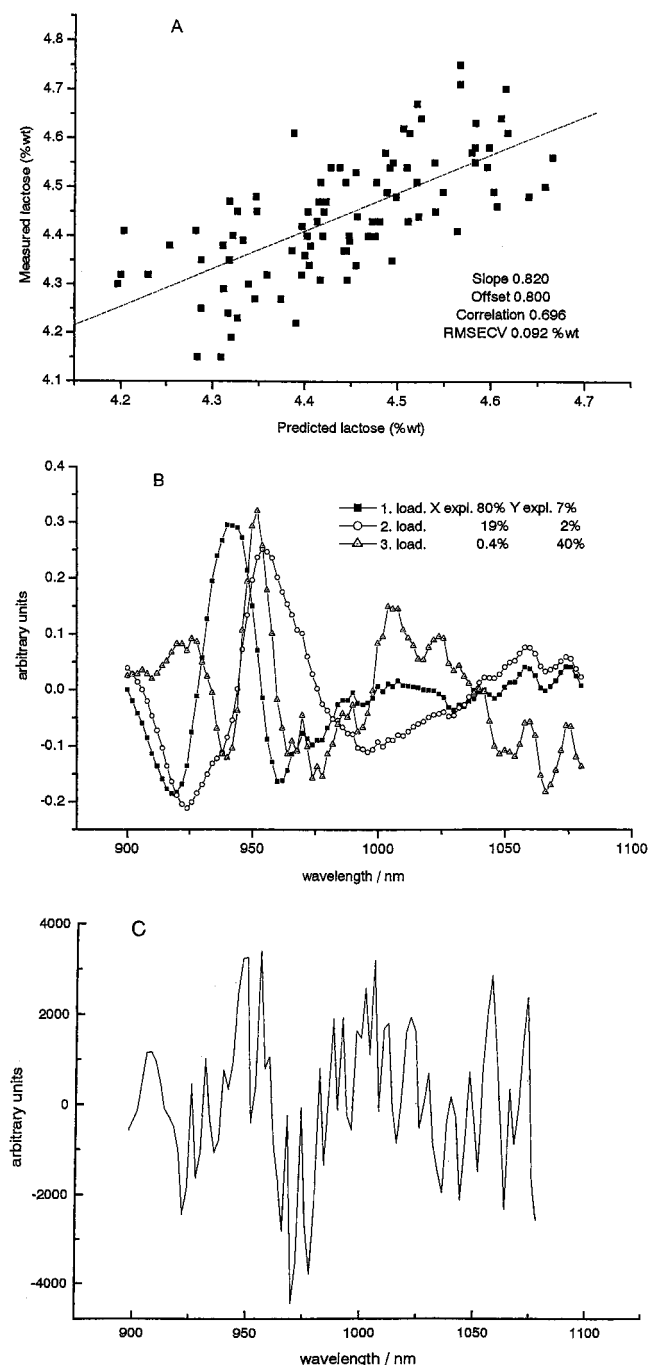 A
4.8
4.7
4.6
4.5
4.4
4.3
4.2
4.1
Measured lactose (%wt)
Slope 0.820
Offset 0.800
Correlation 0.696
RMSECV 0.092 %wt
4.2 4.3 4.4 4.5 4.6 4.7
Predicted lactose (%wt)
B
0.4
0.3
0.2
0.1
0.0
-0.1
-0.2
arbitrary units
1. load. X expl. 80% Y expl. 7%
2. load. 19% 2%
3. load. 0.4% 40%
900 950 1000 1050 1100
wavelength / nm
C
4000
2000
0
-2000
-4000
arbitrary units
900 950 1000 1050 1100
wavelength / nm